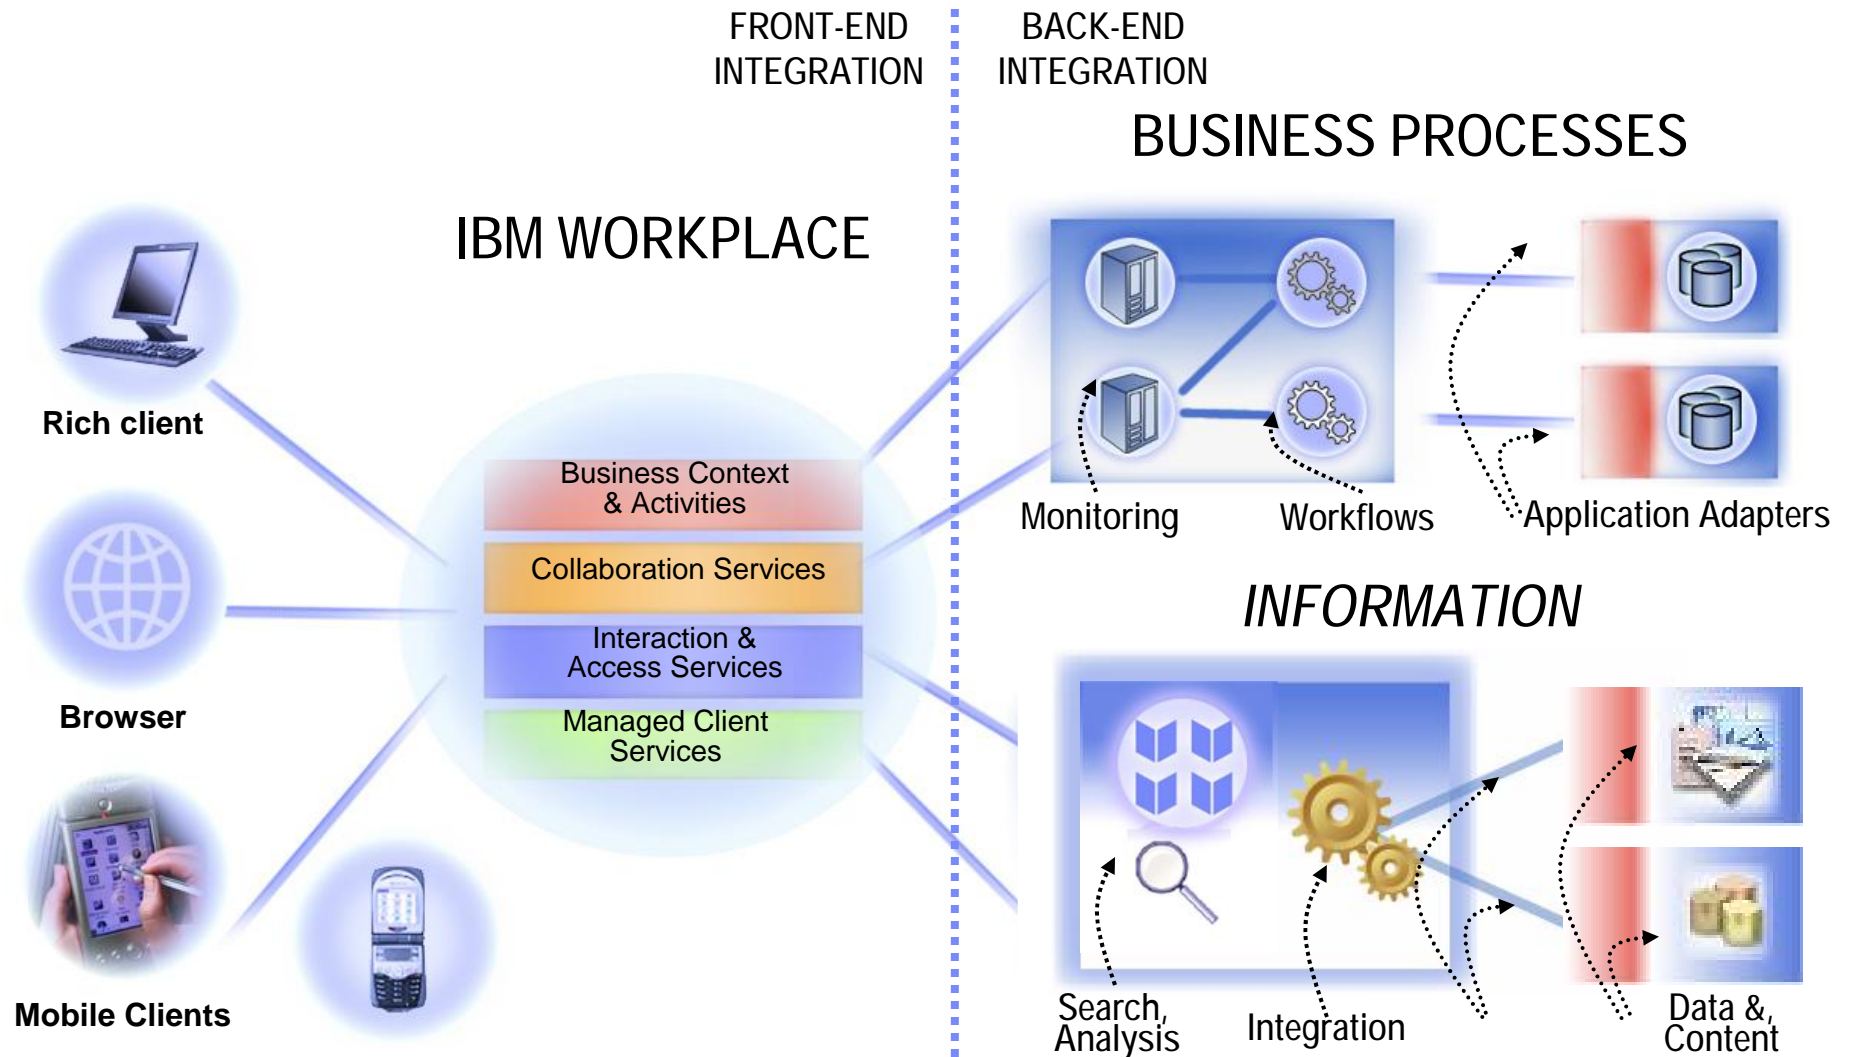 FRONT-END
INTEGRATION
BACK-END
INTEGRATION
BUSINESS PROCESSES
IBM WORKPLACE
Rich client
Business Context
& Activities
Monitoring
Workflows
Application Adapters
Collaboration Services
INFORMATION
Interaction &
Access Services
Browser
Managed Client
Services
Mobile Clients
Search,
Analysis
Integration
Data &,
Content